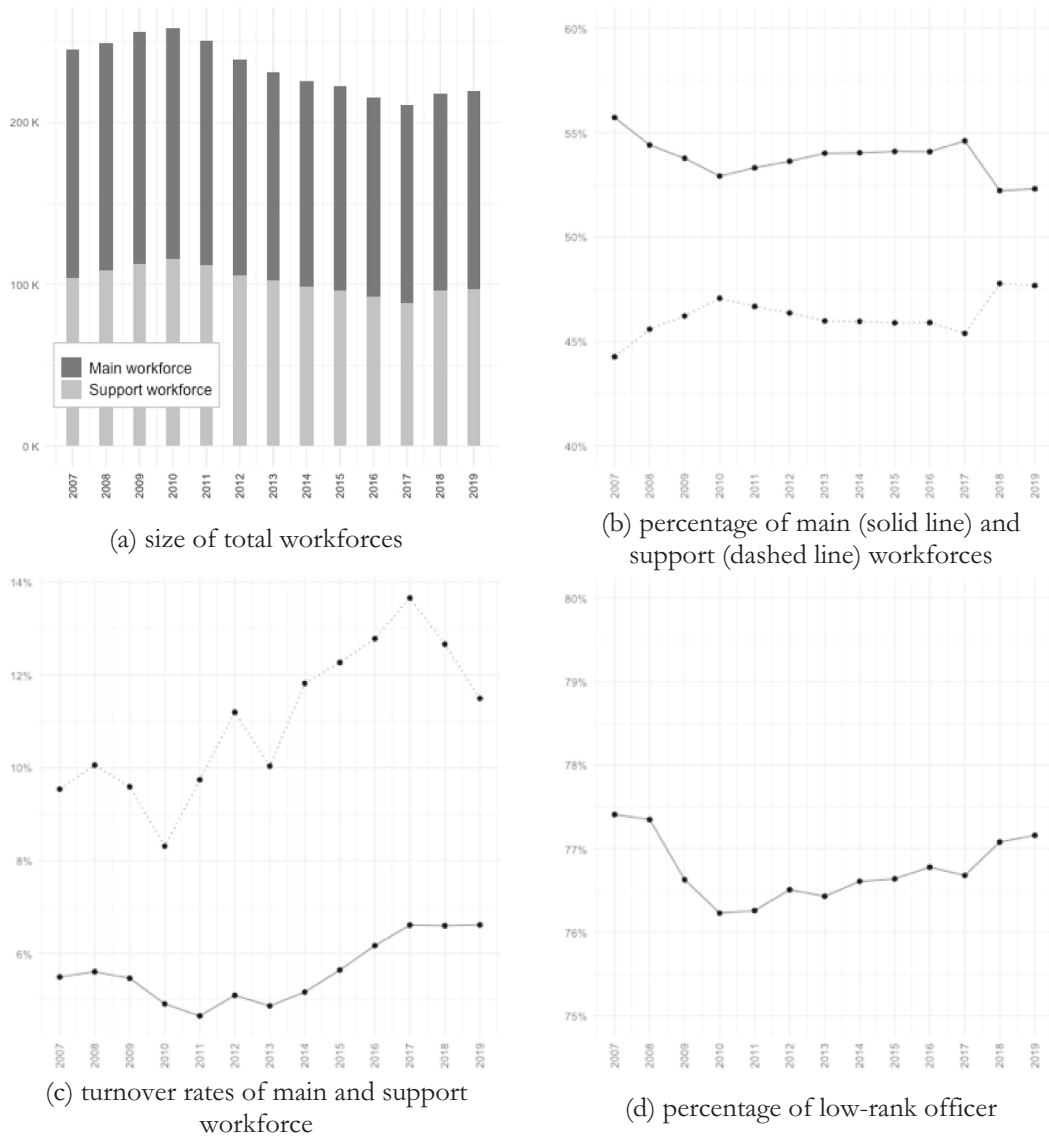 200 K
100 K
0 K
Main workforce
Support workforce
2007 2008 2009 2010 2011 2012 2013 2014 2015 2016 2017 2018 2019
(a) size of total workforces
60%
55%
50%
45%
40%
2007 2008 2009 2010 2011 2012 2013 2014 2015 2016 2017 2018 2019
(b) percentage of main (solid line) and
support (dashed line) workforces
14%
12%
10%
8%
6%
2007 2008 2009 2010 2011 2012 2013 2014 2015 2016 2017 2018 2019
(c) turnover rates of main and support
workforce
80%
79%
78%
77%
76%
75%
2007 2008 2009 2010 2011 2012 2013 2014 2015 2016 2017 2018 2019
(d) percentage of low-rank officer